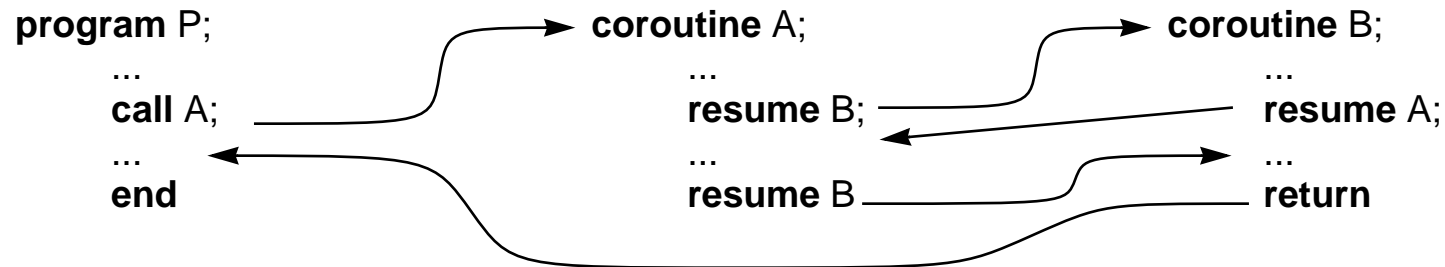 program P; coroutine A; coroutine B;
... ... ...
call A; resume B; resume A;
... ... ...
end resume B return